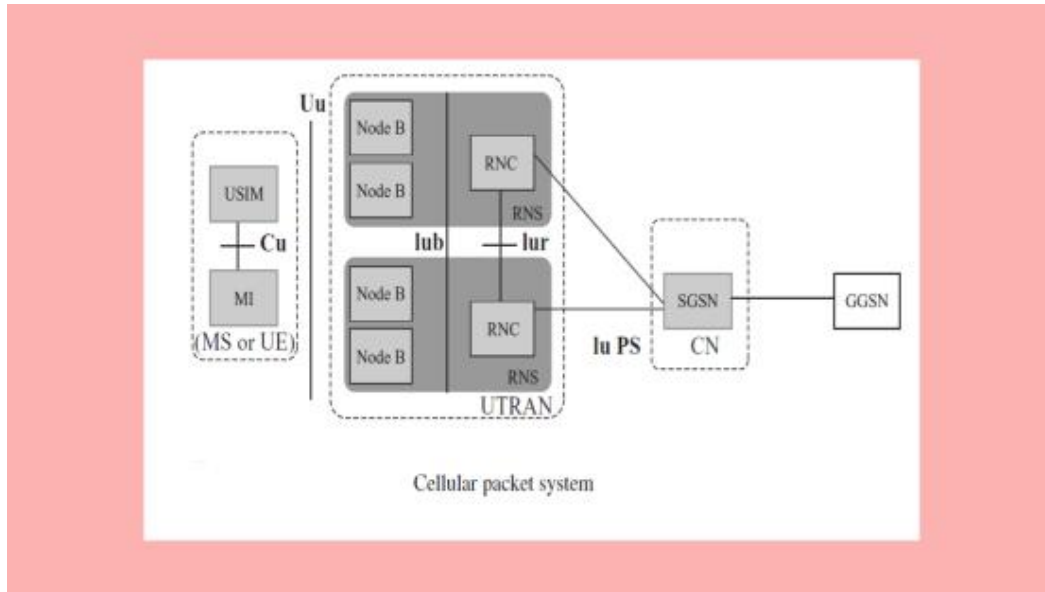 Uu
Node B
Node B
RNC
RNS
USIM
Cu
MI
(MS or UE)
Iub
Iur
Node B
Node B
RNC
RNS
UTRAN
Iu PS
SGSN
CN
GGSN
Cellular packet system